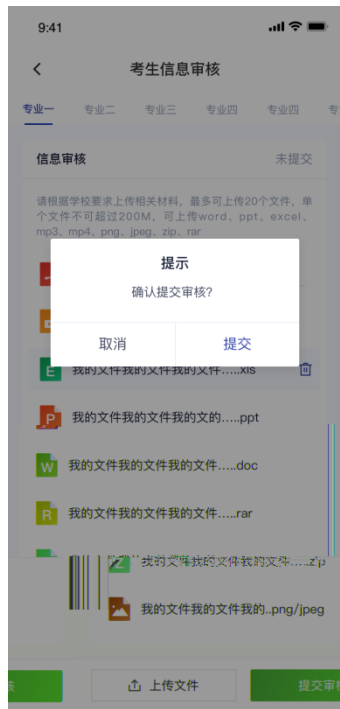 9:41
考生信息审核
专业一 专业二 专业三 专业四 专业四 专
信息审核 未提交
请根据学校要求上传相关材料，最多可上传20个文件，单
个文件不可超过200M，可上传word、ppt、excel、
mp3、mp4、png、jpeg、zip、rar
提示
确认提交审核?
取消 提交
E 我的文件我的文件我的文件.....xls
P 我的文件我的文件我的文的.....ppt
W 我的文件我的文件我的文件.....doc
R 我的文件我的文件我的文件.....rar
Z 我的文件我的文件我的文件.....zip
我的文件我的文件我的..png/jpeg
上传文件 提交审